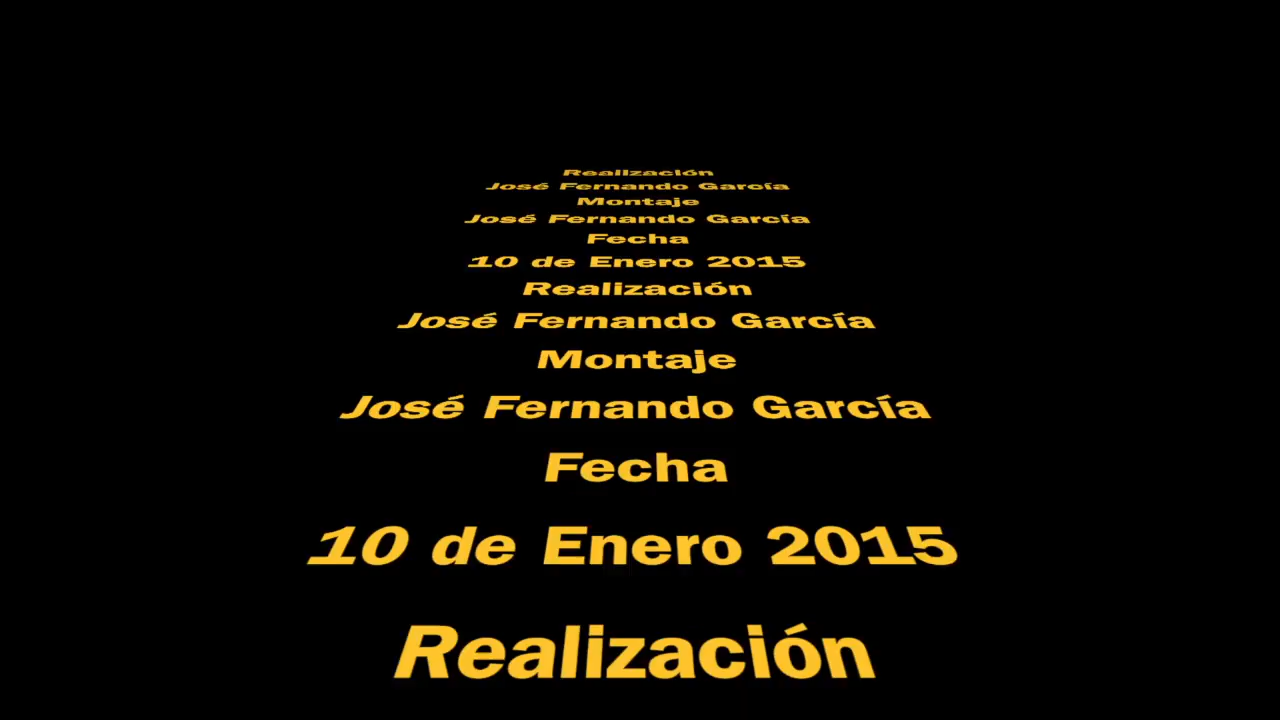 Realización
José Fernando García
Montaje
José Fernando García
Fecha
10 de Enero 2015
Realización
José Fernando García
Montaje
José Fernando García
Fecha
10 de Enero 2015
Realización